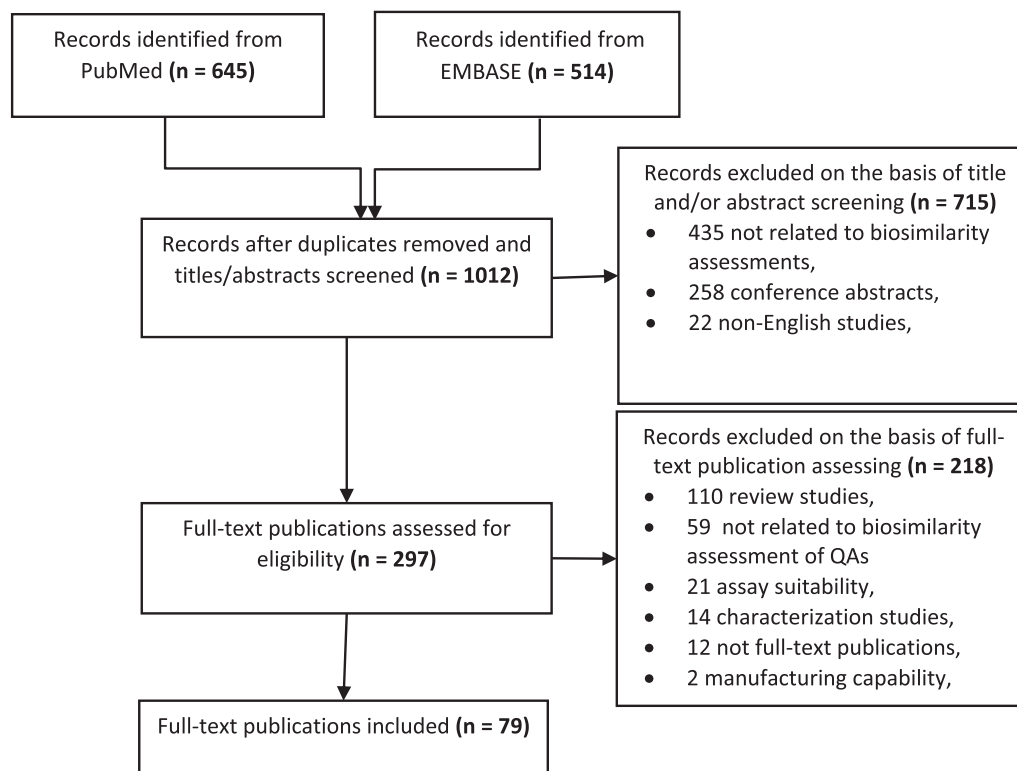 Records identified from
PubMed (n = 645)
Records identified from
EMBASE (n = 514)
Records excluded on the basis of title
and/or abstract screening (n = 715)
• 435 not related to biosimilarity
assessments,
• 258 conference abstracts,
• 22 non-English studies,
Records after duplicates removed and
titles/abstracts screened (n = 1012)
Records excluded on the basis of full-
text publication assessing (n = 218)
• 110 review studies,
• 59 not related to biosimilarity
assessment of QAs
• 21 assay suitability,
• 14 characterization studies,
• 12 not full-text publications,
• 2 manufacturing capability,
Full-text publications assessed for
eligibility (n = 297)
Full-text publications included (n = 79)